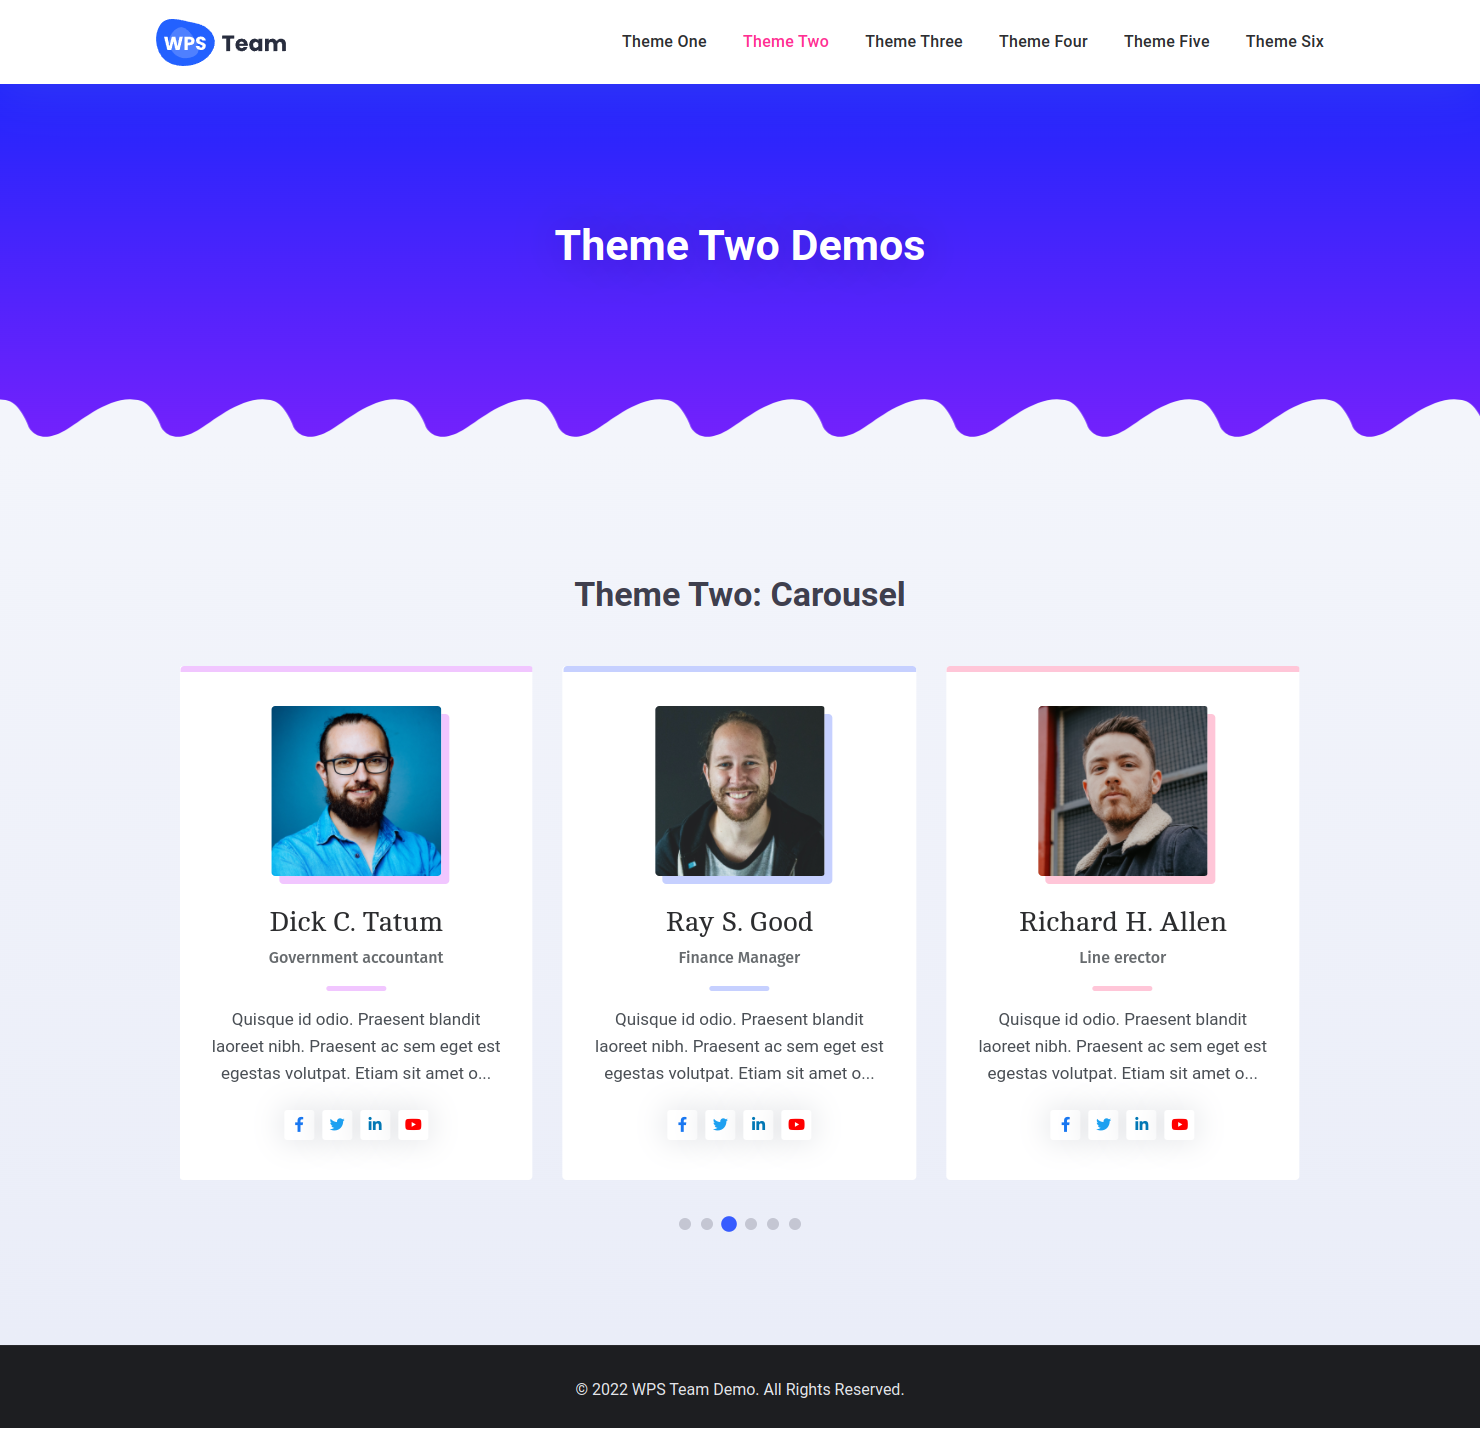 WPS Team
Theme One Theme Two Theme Three Theme Four Theme Five Theme Six
Theme Two Demos
Theme Two: Carousel
Dick C. Tatum
Government accountant
Quisque id odio. Praesent blandit
laoreet nibh. Praesent ac sem eget est
egestas volutpat. Etiam sit amet o...
Ray S. Good
Finance Manager
Quisque id odio. Praesent blandit
laoreet nibh. Praesent ac sem eget est
egestas volutpat. Etiam sit amet o...
Richard H. Allen
Line erector
Quisque id odio. Praesent blandit
laoreet nibh. Praesent ac sem eget est
egestas volutpat. Etiam sit amet o...
© 2022 WPS Team Demo. All Rights Reserved.